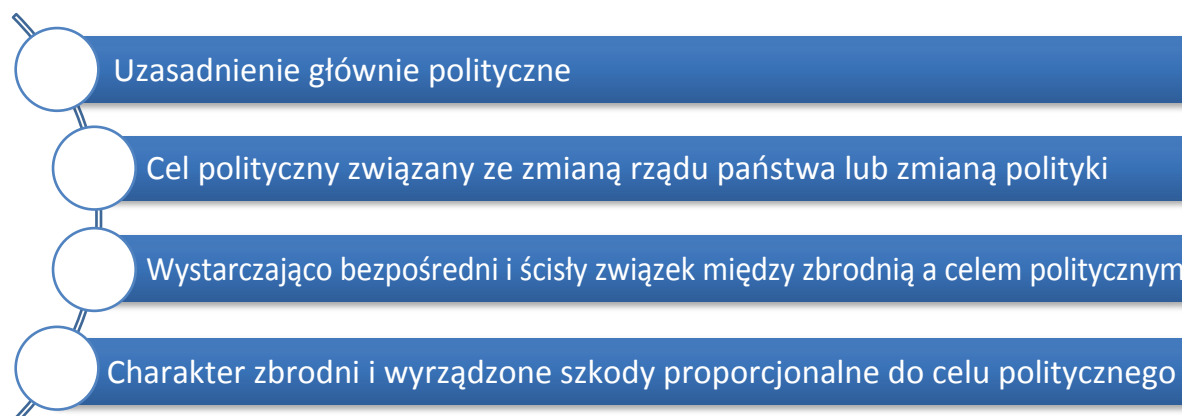 Uzasadnienie głównie polityczne
Cel polityczny związany ze zmianą rządu państwa lub zmianą polityki
Wystarczająco bezpośredni i ścisły związek między zbrodnią a celem politycznym
Charakter zbrodni i wyrządzone szkody proporcjonalne do celu politycznego